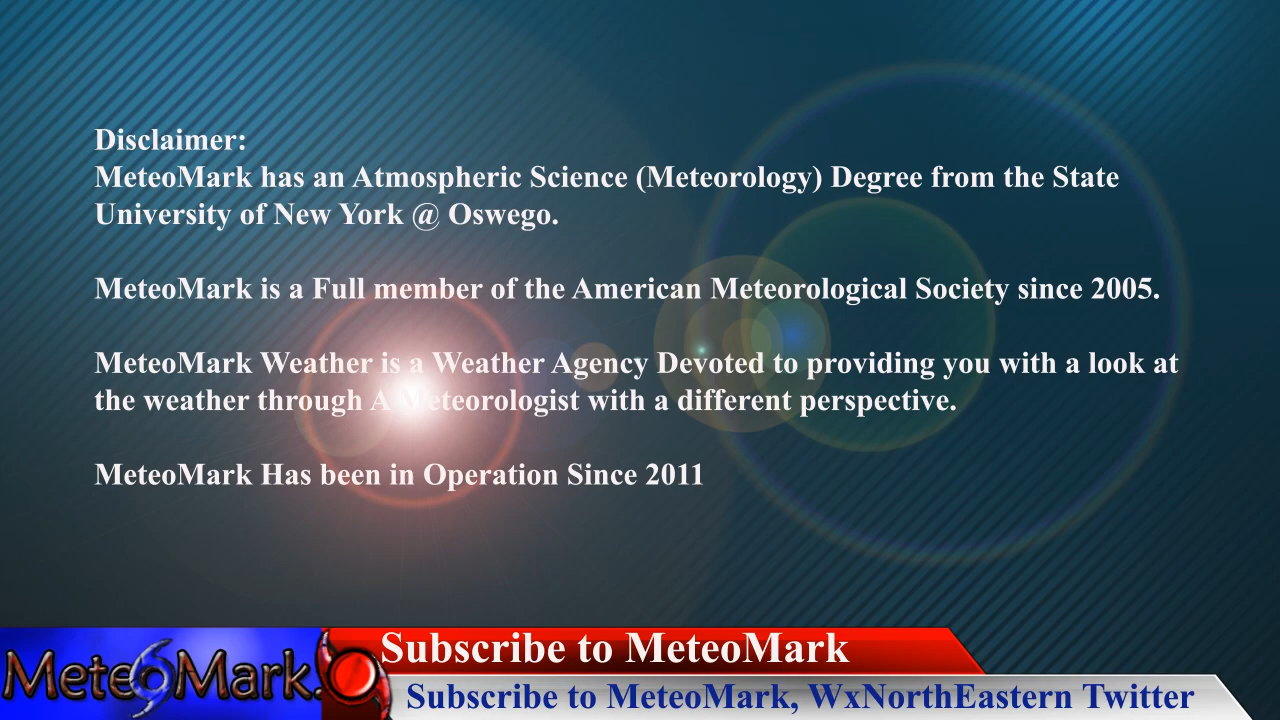 Disclaimer:
MeteoMark has an Atmospheric Science (Meteorology) Degree from the State
University of New York @ Oswego.
MeteoMark is a Full member of the American Meteorological Society since 2005.
MeteoMark Weather is a Weather Agency Devoted to providing you with a look at
the weather through A Meteorologist with a different perspective.
MeteoMark Has been in Operation Since 2011
Subscribe to MeteoMark
MeteoMark.
Subscribe to MeteoMark, WxNorthEastern Twitter